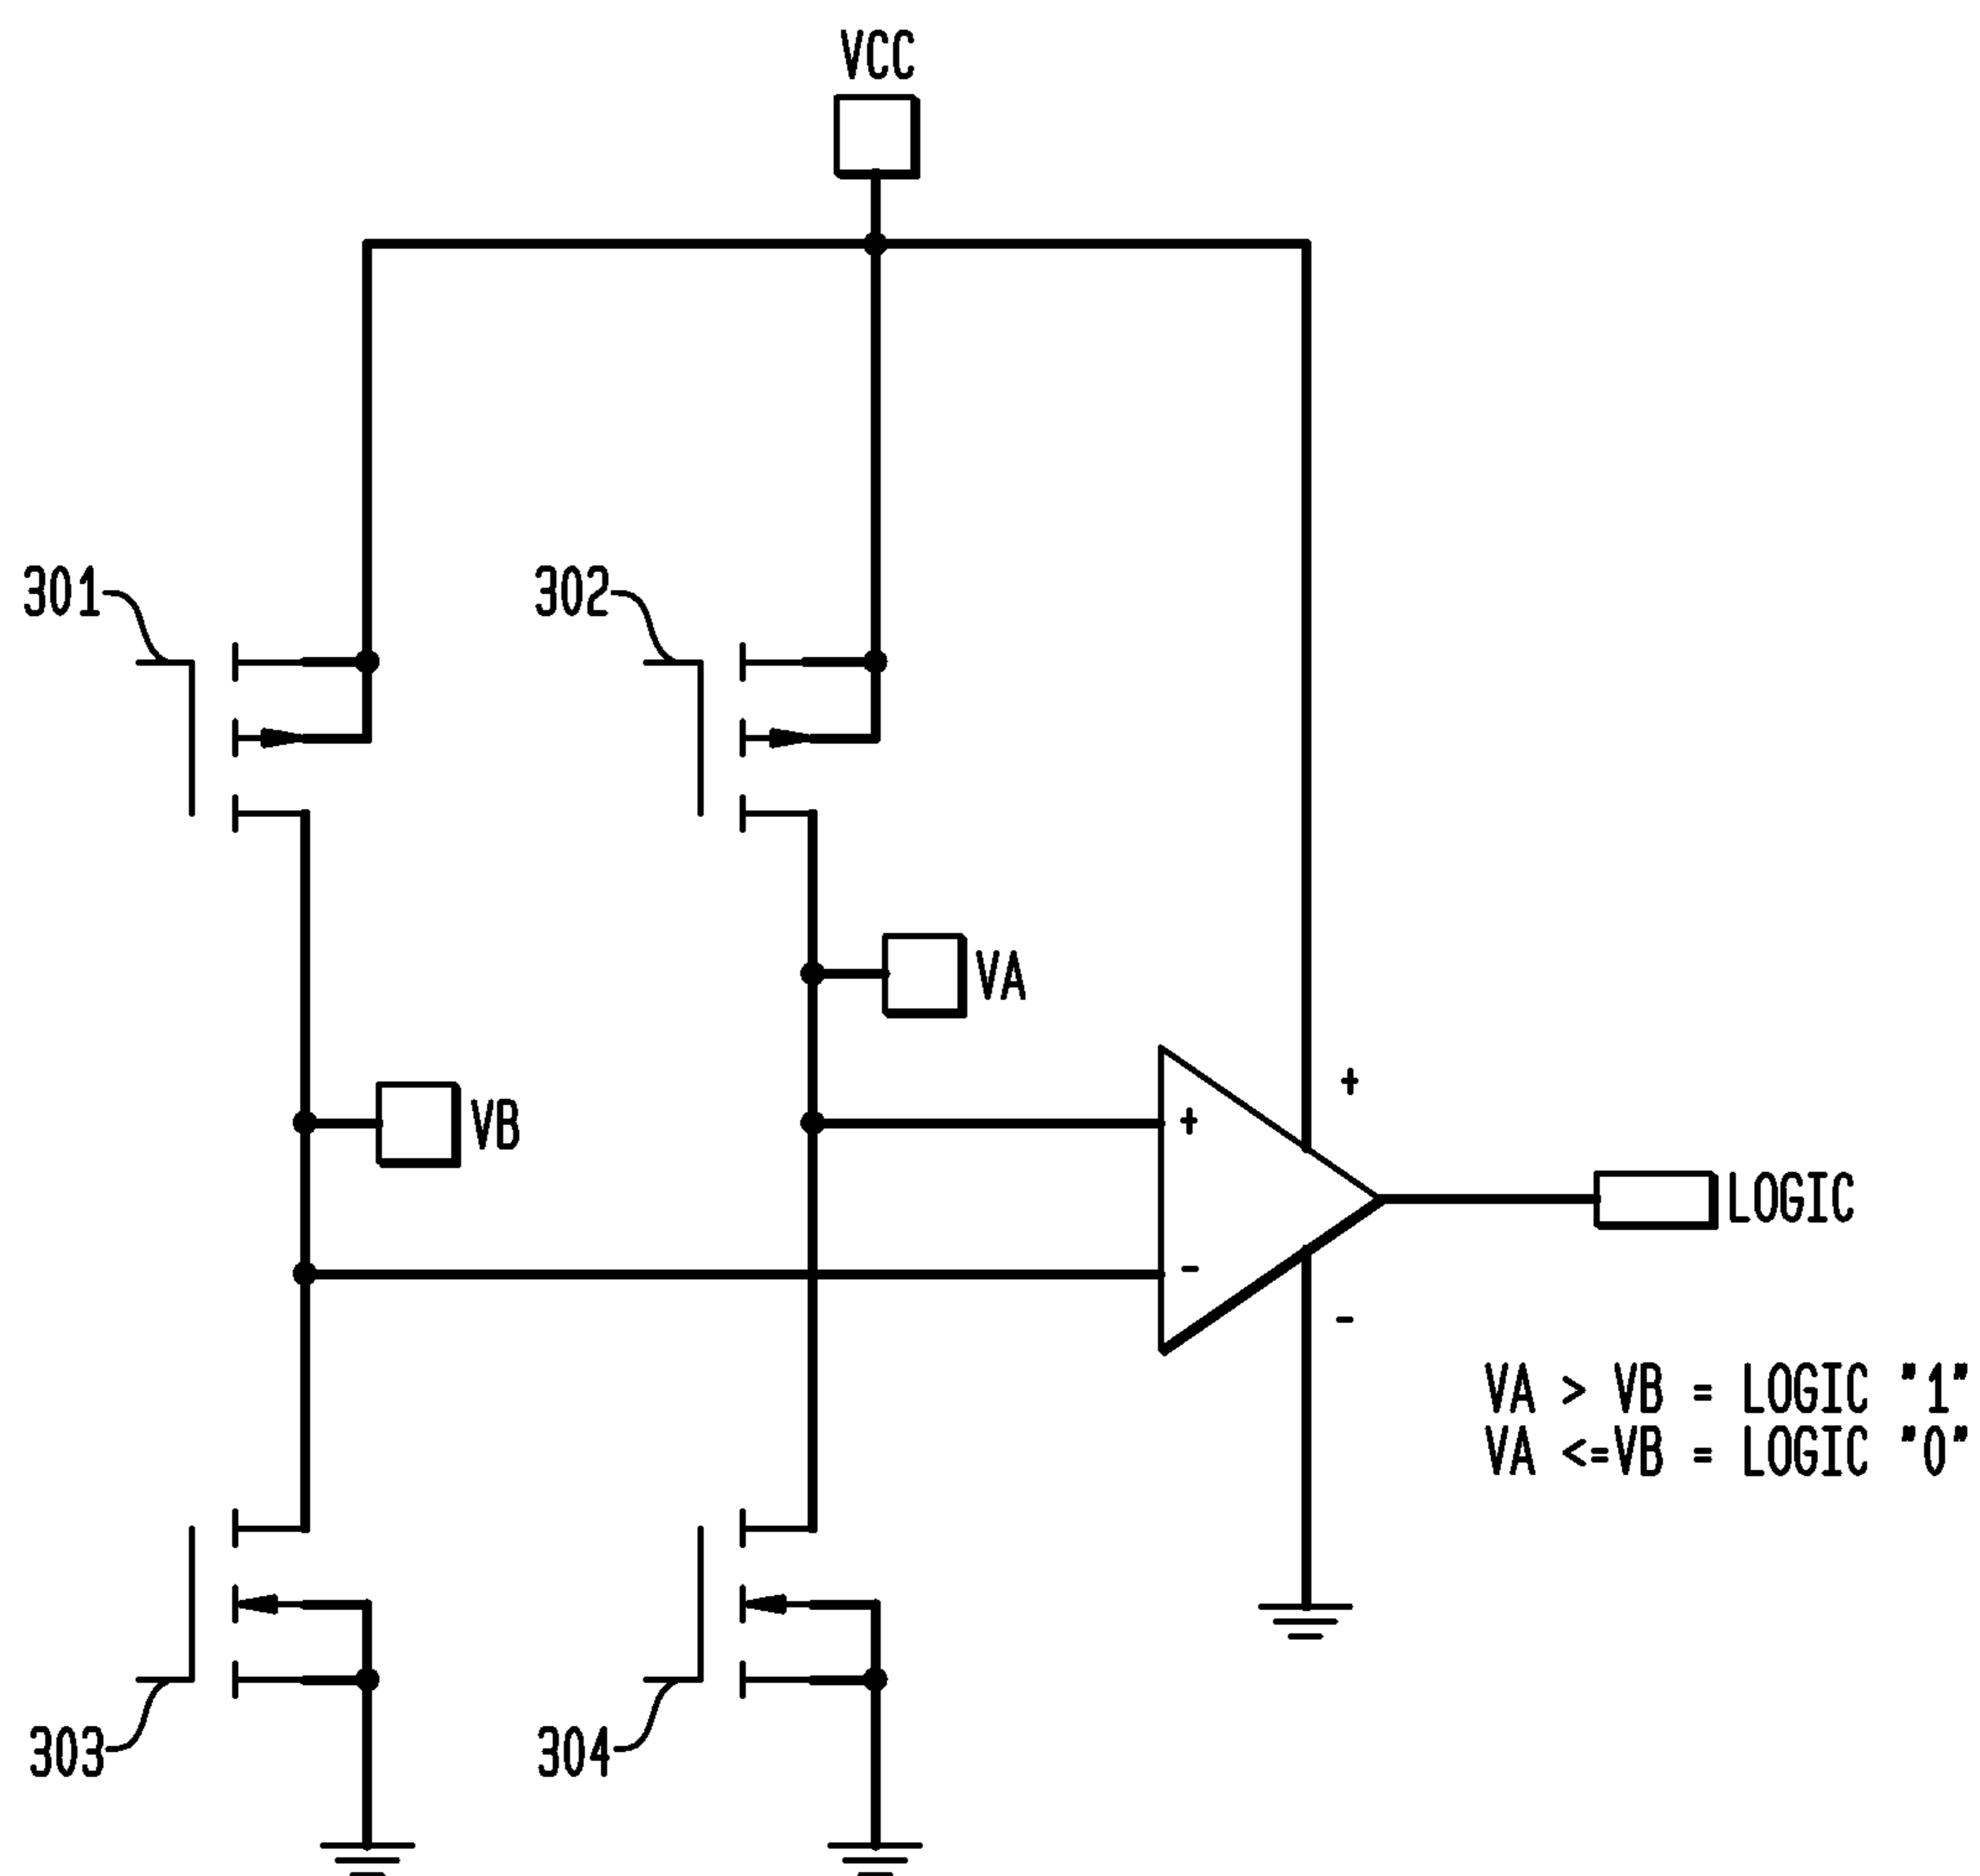 VCC
301
302
VA
VB
+
+
-
-
LOGIC
VA > VB = LOGIC "1"
VA <=VB = LOGIC "0"
303
304